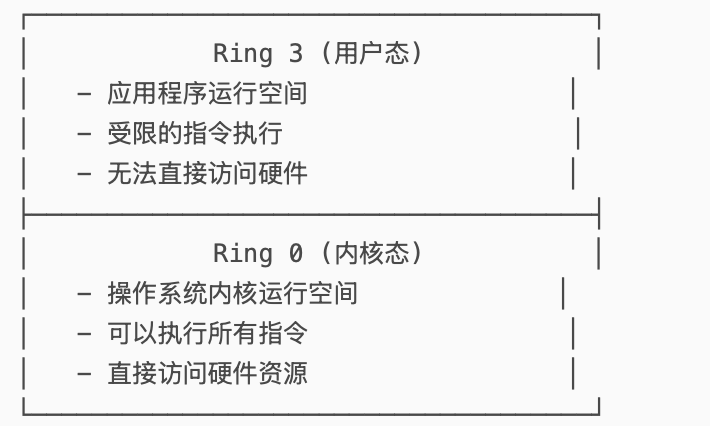 Ring 3 (用户态)
- 应用程序运行空间
- 受限的指令执行
- 无法直接访问硬件
Ring 0 (内核态)
- 操作系统内核运行空间
- 可以执行所有指令
- 直接访问硬件资源